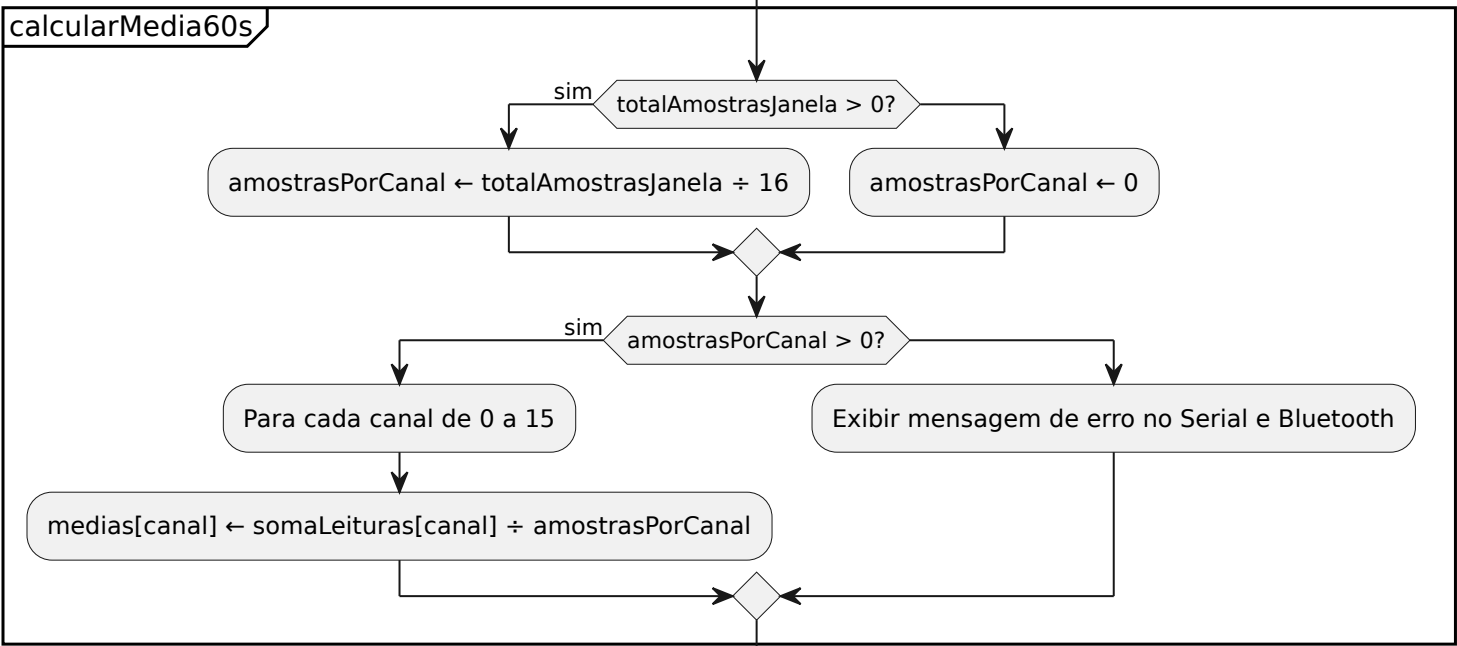 calcularMedia60s
sim
totalAmostrasJanela > 0?
amostrasPorCanal ← totalAmostrasJanela ÷ 16
amostrasPorCanal ← 0
sim
amostrasPorCanal > 0?
Para cada canal de 0 a 15
Exibir mensagem de erro no Serial e Bluetooth
medias[canal] ← somaLeituras[canal] ÷ amostrasPorCanal